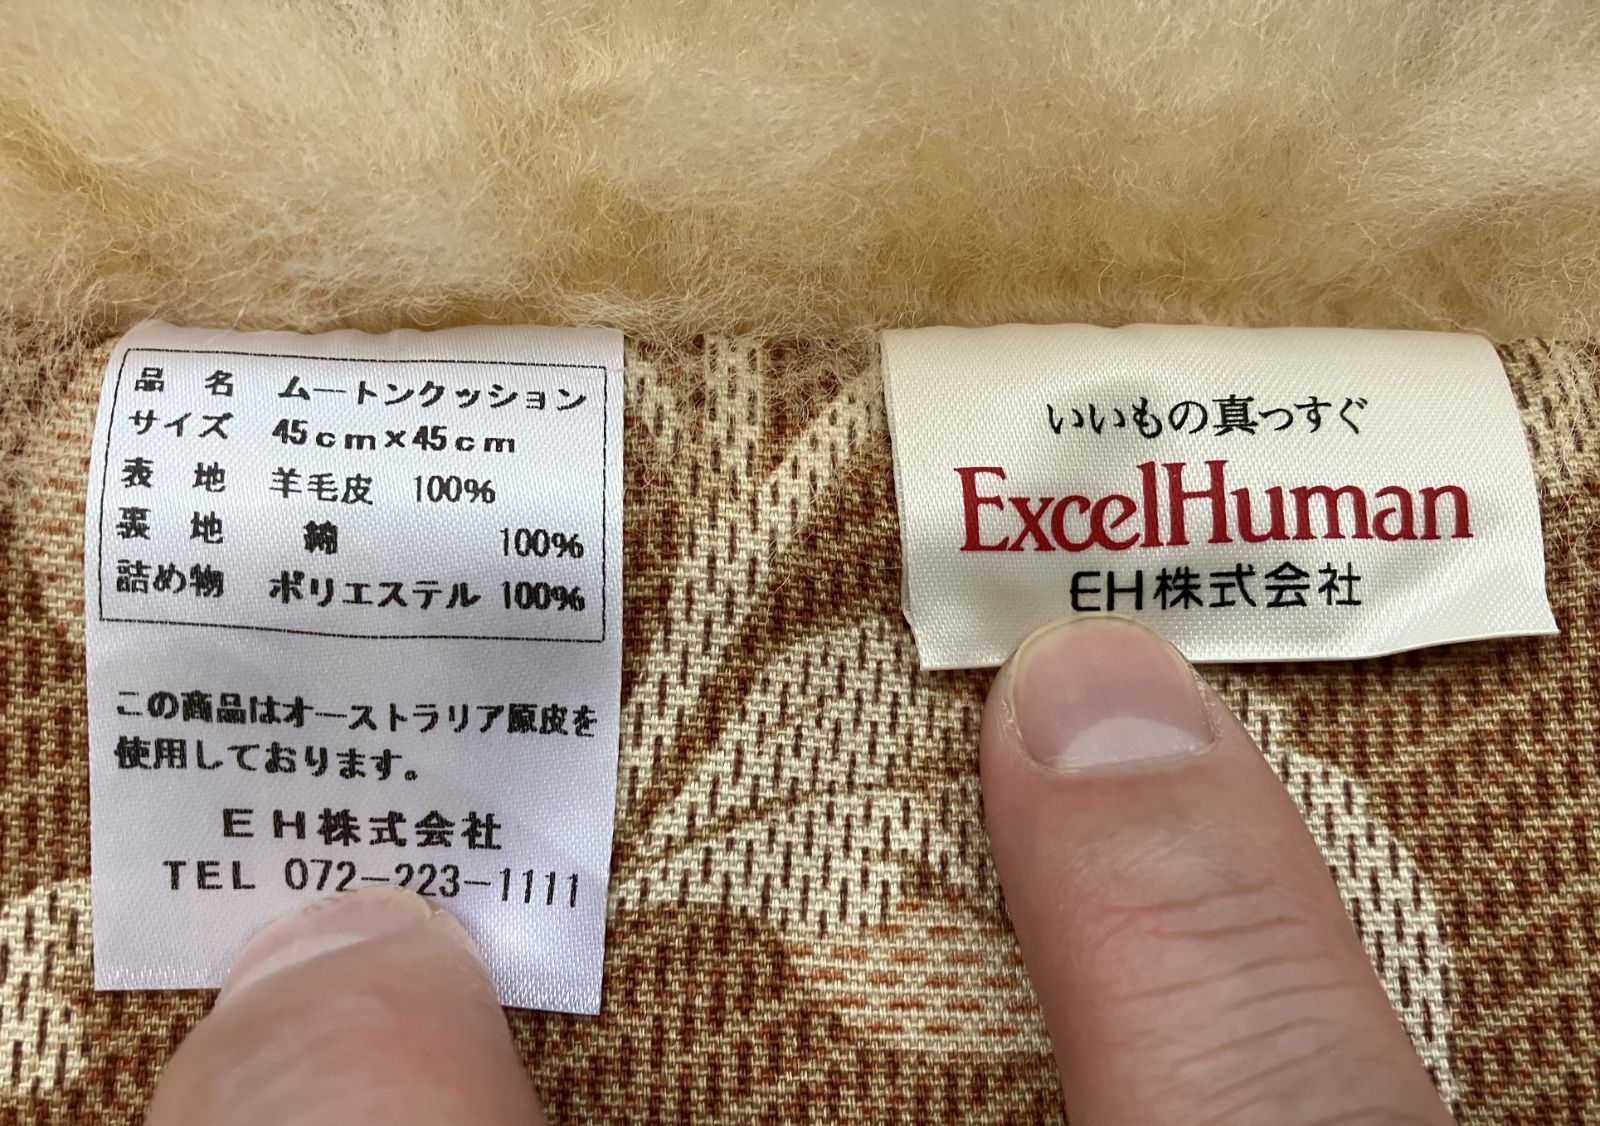 品 名 ムートンクッション
サイズ 45cm×45cm
表 地 羊毛皮 100%
裏 地 綿 100%
詰め物 ポリエステル 100%
この商品はオーストラリア原皮を
使用しております。
EH株式会社
TEL 072-223-1111
いいもの真っすぐ
ExcelHuman
EH株式会社